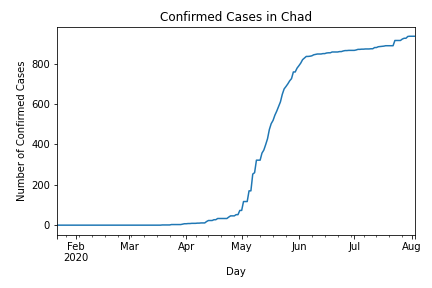 Confirmed Cases in Chad
Number of Confirmed Cases
800
600
400
200
0
Feb Mar Apr May Jun Jul Aug
2020
Day